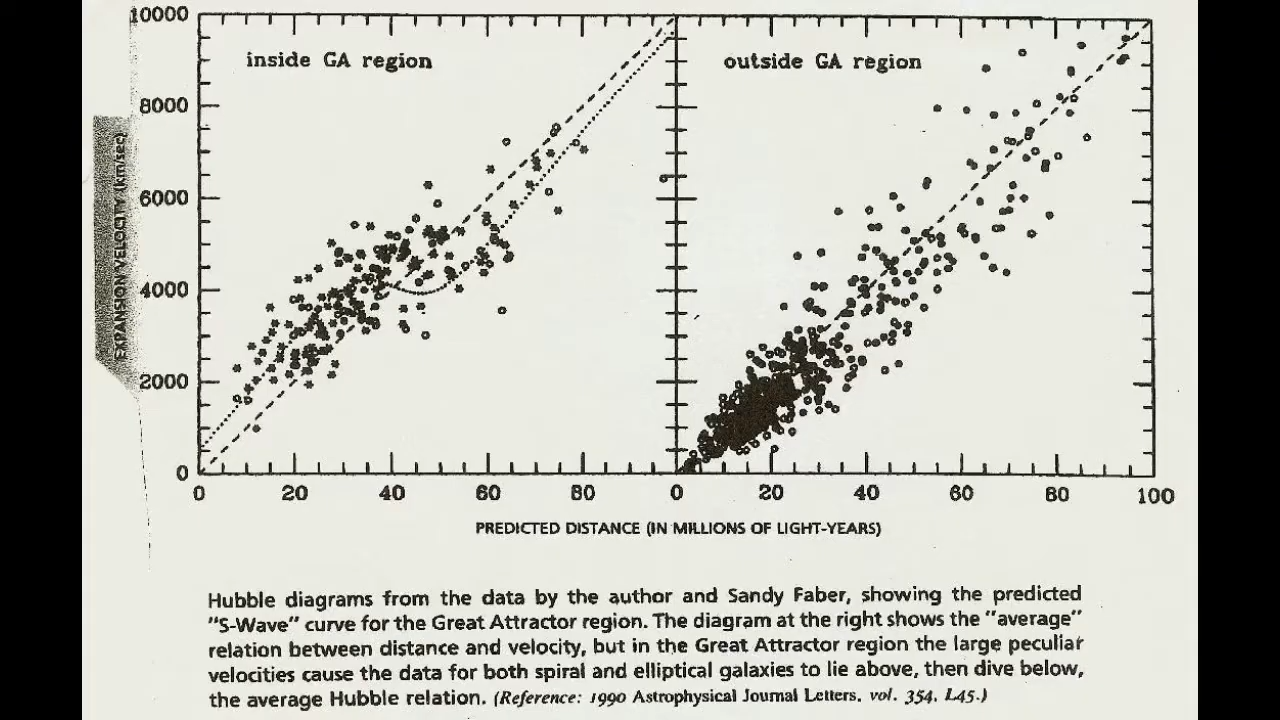 10000
8000
6000
4000
2000
0
EXPANSION VELOCITY (km/sec)
inside GA region
outside GA region
0 20 40 60 80 0 20 40 60 80 100
PREDICTED DISTANCE (IN MILLIONS OF LIGHT-YEARS)
Hubble diagrams from the data by the author and Sandy Faber, showing the predicted
"S-Wave" curve for the Great Attractor region. The diagram at the right shows the "average"
relation between distance and velocity, but in the Great Attractor region the large peculiar
velocities cause the data for both spiral and elliptical galaxies to lie above, then dive below,
the average Hubble relation. (Reference: 1990 Astrophysical Journal Letters, vol. 354, L45.)